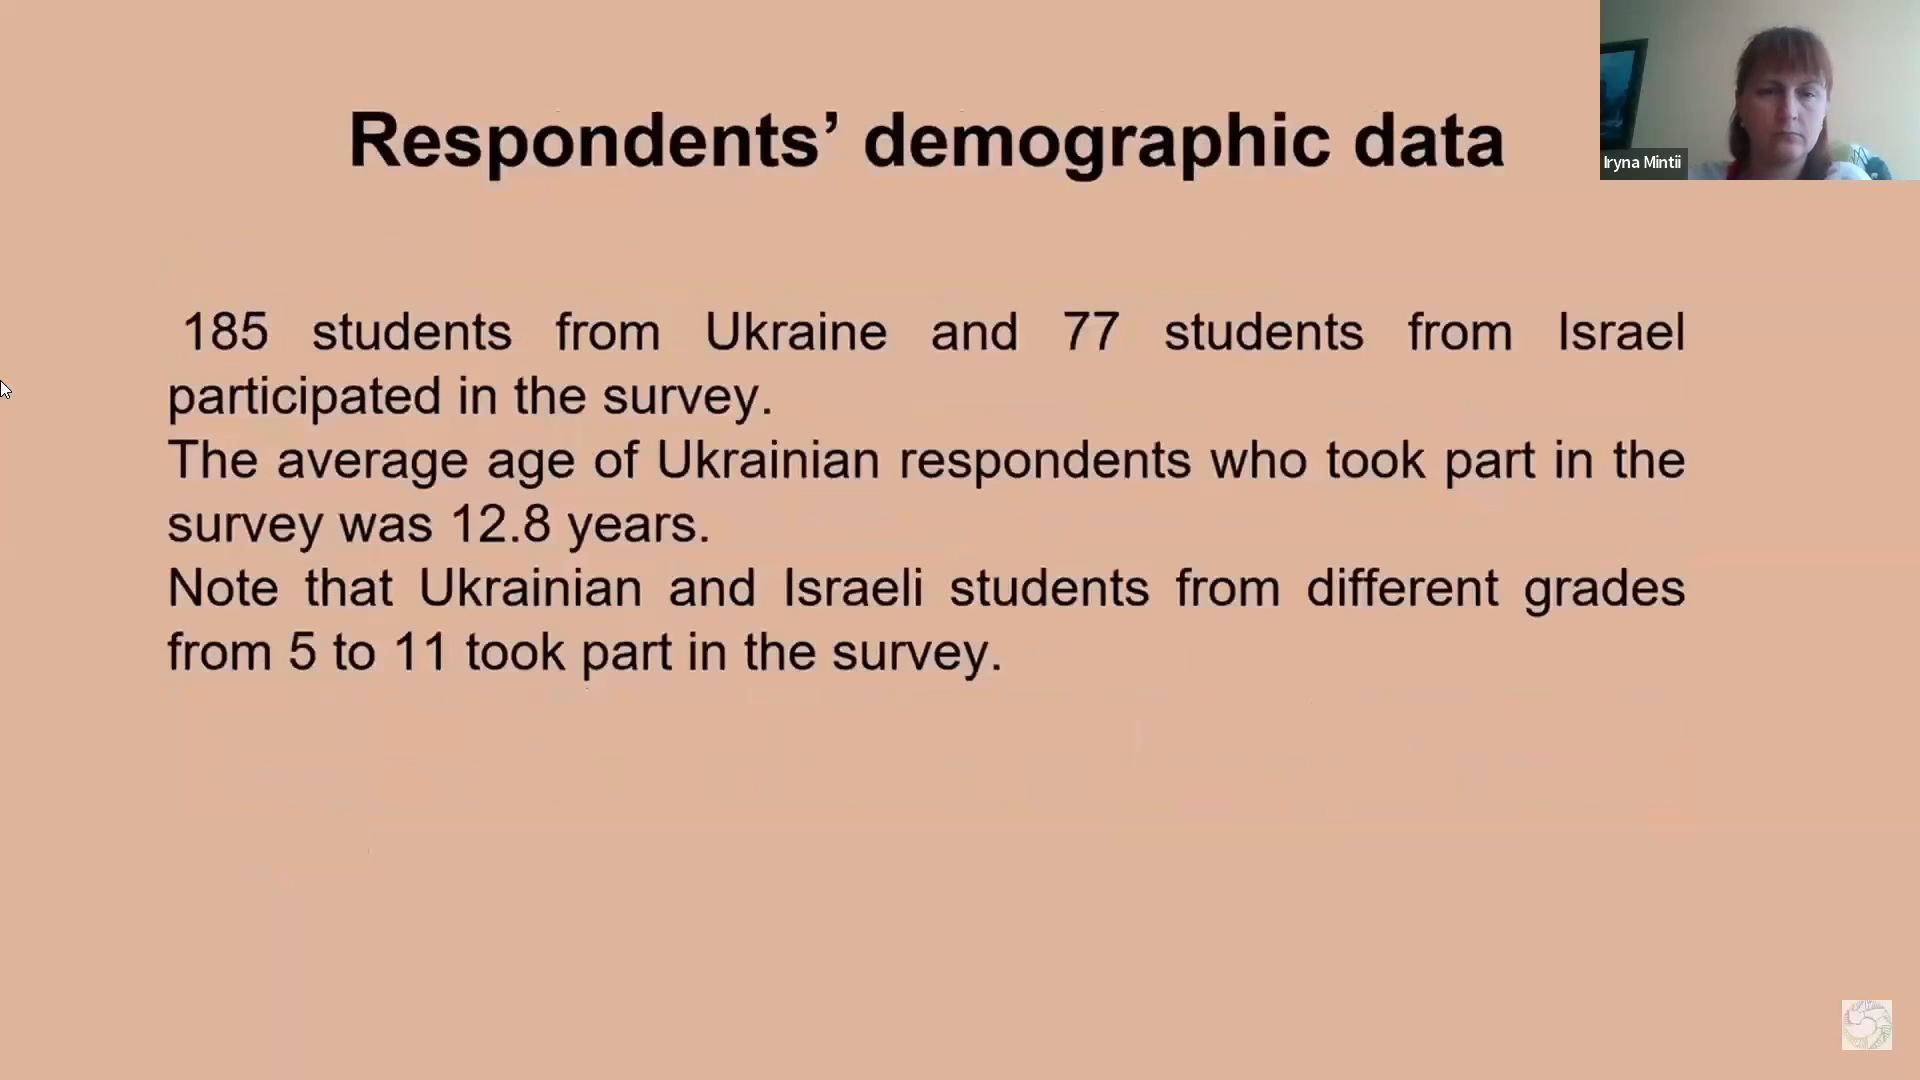 Respondents’ demographic data
Iryna Mintii
185 students from Ukraine and 77 students from Israel
participated in the survey.
The average age of Ukrainian respondents who took part in the
survey was 12.8 years.
Note that Ukrainian and Israeli students from different grades
from 5 to 11 took part in the survey.